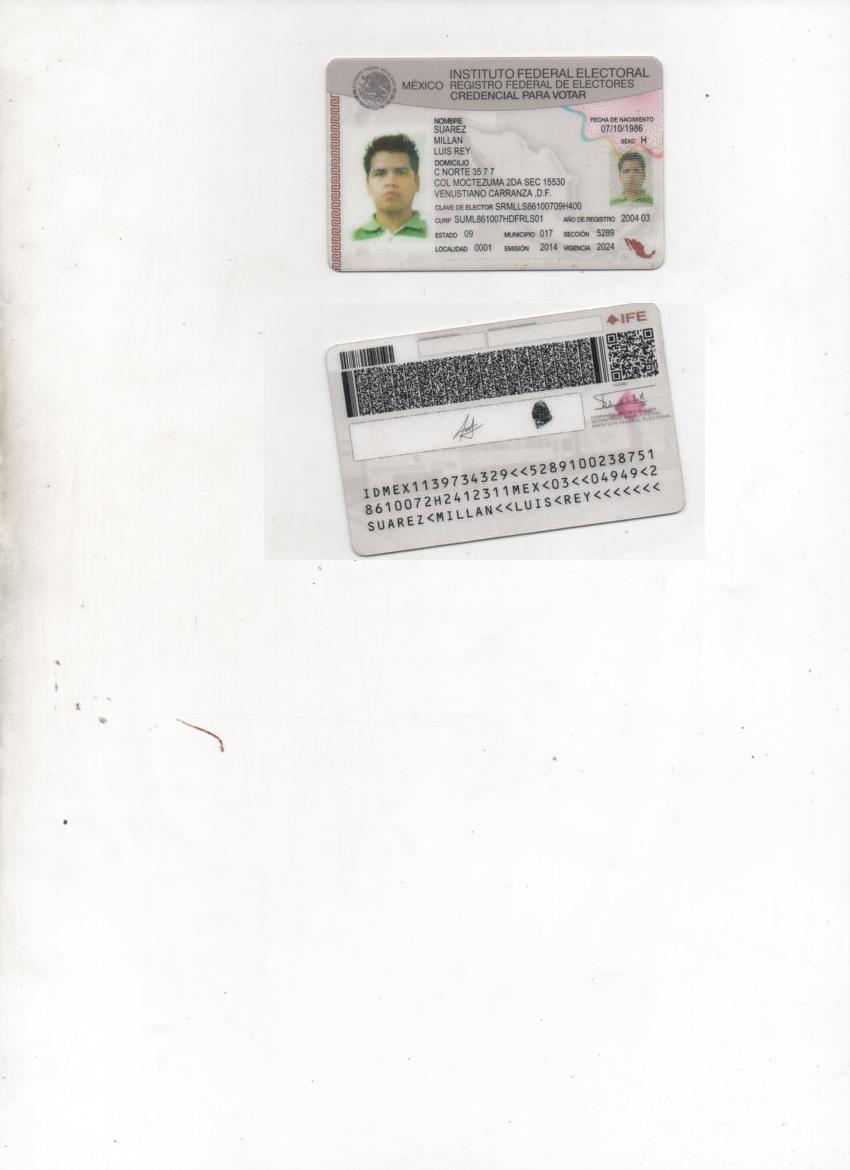 MÉXICO
INSTITUTO FEDERAL ELECTORAL
REGISTRO FEDERAL DE ELECTORES
CREDENCIAL PARA VOTAR
NOMBRE
SUAREZ
MILLAN
LUIS REY
FECHA DE NACIMIENTO
07/10/1986
SEXO H
DOMICILIO
C NORTE 35 7 7
COL MOCTEZUMA 2DA SEC 15530
VENUSTIANO CARRANZA ,D.F.
CLAVE DE ELECTOR SRMLLS86100709H400
CURP SUML861007HDFRLS01 AÑO DE REGISTRO 2004 03
ESTADO 09 MUNICIPIO 017 SECCIÓN 5289
LOCALIDAD 0001 EMISIÓN 2014 VIGENCIA 2024
IFE
INSTITUTO FEDERAL ELECTORAL
IDMEX1139734329<<5289100238751
8610072H2412311MEX<03<<04949<2
SUAREZ<MILLAN<<LUIS<REY<<<<<<<